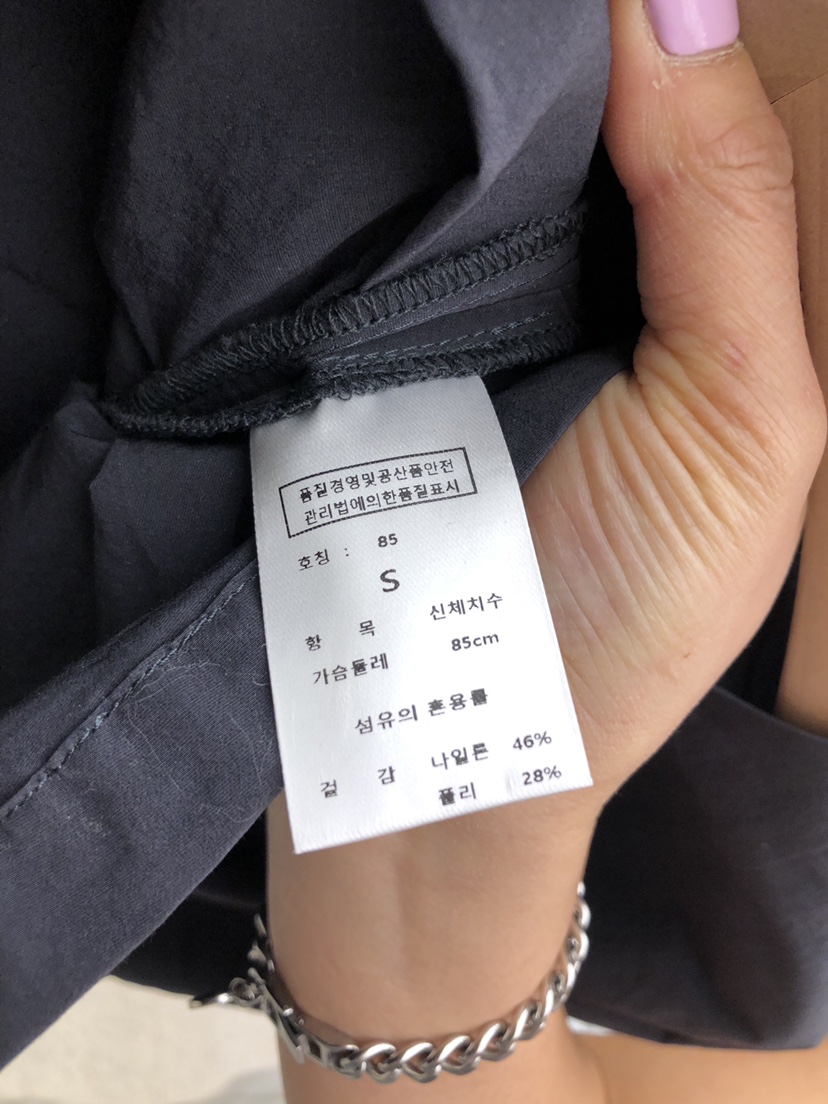 품질경영및공산품안전
관리법에의한품질표시
호칭 : 85
S
항 목 신체치수
가슴둘레 85cm
섬유의 혼용률
겉 감 나일론 46%
폴리 28%